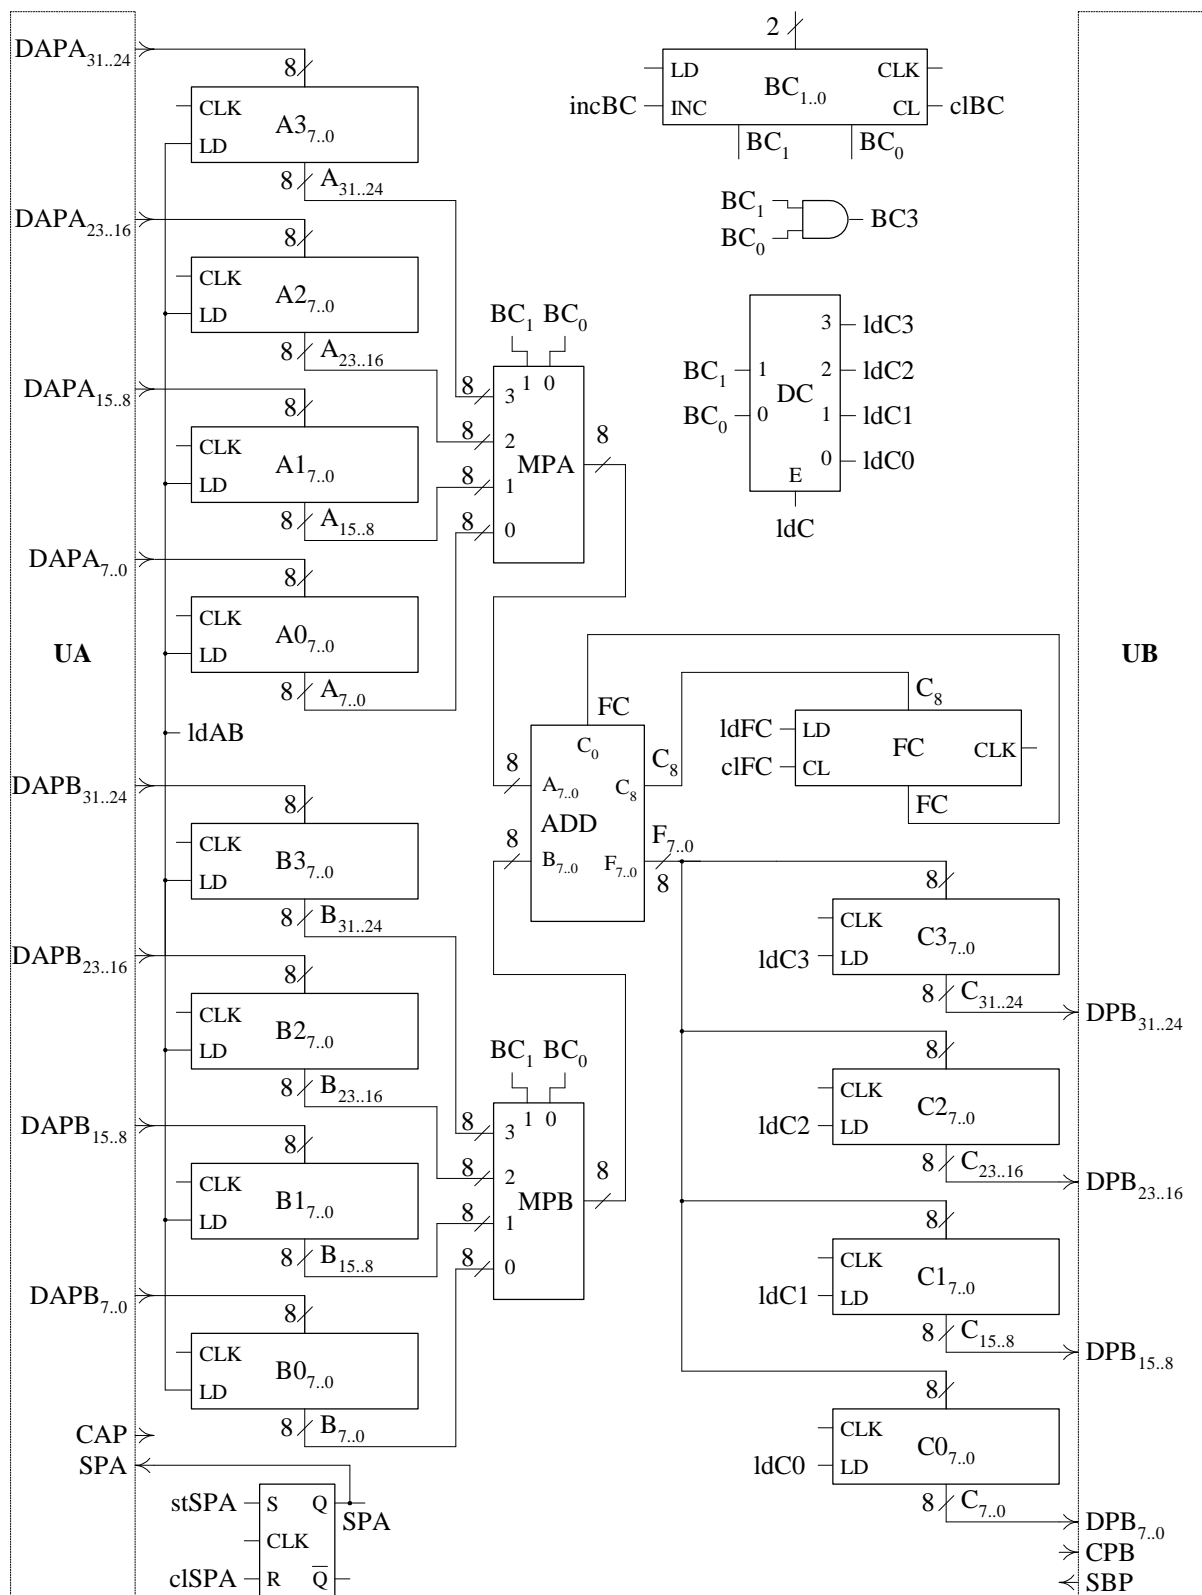 DAPA31..24
8
CLK
LD
A37..0
8 A31..24
DAPA23..16
8
CLK
LD
A27..0
8 A23..16
DAPA15..8
8
CLK
LD
A17..0
8 A15..8
DAPA7..0
8
CLK
LD
A07..0
8 A7..0
UA
ldAB
DAPB31..24
8
CLK
LD
B37..0
8 B31..24
DAPB23..16
8
CLK
LD
B27..0
8 B23..16
DAPB15..8
8
CLK
LD
B17..0
8 B15..8
DAPB7..0
8
CLK
LD
B07..0
8 B7..0
CAP
SPA
stSPA S Q SPA
CLK
clSPA R Q
BC1 BC0
1 0
8 3
8 2
MPA 8
8 1
8 0
BC1 BC0
1 0
8 3
8 2
MPB 8
8 1
8 0
2
LD CLK
BC1..0
incBC INC CL clBC
BC1 BC0
BC1
BC0
BC3
3 ldC3
BC1 1 2 ldC2
DC
BC0 0 1 ldC1
0 ldC0
E
ldC
FC
C0
8 A7..0 C8 C8
ADD
8 B7..0 F7..0 F7..0
8
C8
ldFC LD
FC CLK
clFC CL
FC
8
CLK
C37..0
ldC3 LD
8 C31..24
DPB31..24
8
CLK
C27..0
ldC2 LD
8 C23..16
DPB23..16
8
CLK
C17..0
ldC1 LD
8 C15..8
DPB15..8
8
CLK
C07..0
ldC0 LD
8 C7..0
DPB7..0
CPB
SBP
UB